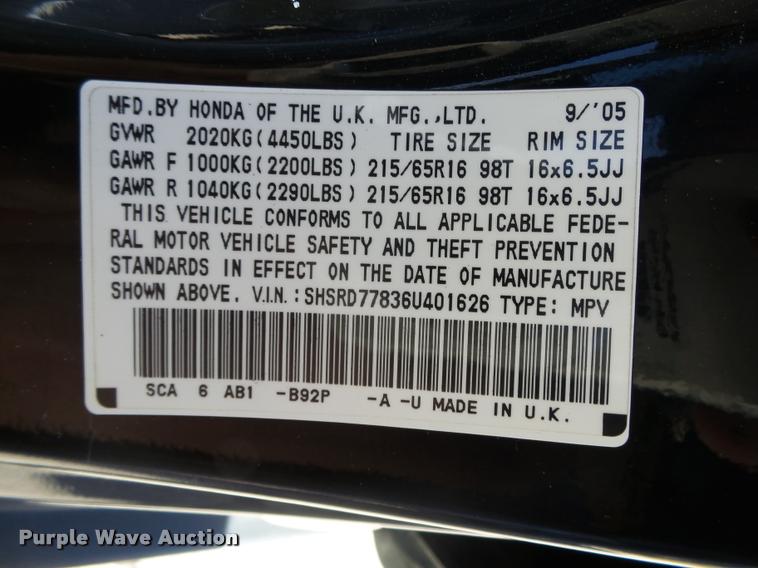 MFD.BY HONDA OF THE U.K. MFG.,LTD. 9/'05
GVWR 2020KG(4450LBS) TIRE SIZE RIM SIZE
GAWR F 1000KG(2200LBS) 215/65R16 98T 16x6.5JJ
GAWR R 1040KG(2290LBS) 215/65R16 98T 16x6.5JJ
THIS VEHICLE CONFORMS TO ALL APPLICABLE FEDE-
RAL MOTOR VEHICLE SAFETY AND THEFT PREVENTION
STANDARDS IN EFFECT ON THE DATE OF MANUFACTURE
SHOWN ABOVE. V.I.N.:SHSRD77836U401626 TYPE: MPV
SCA 6 AB1 -B92P -A -U MADE IN U.K.
Purple Wave Auction